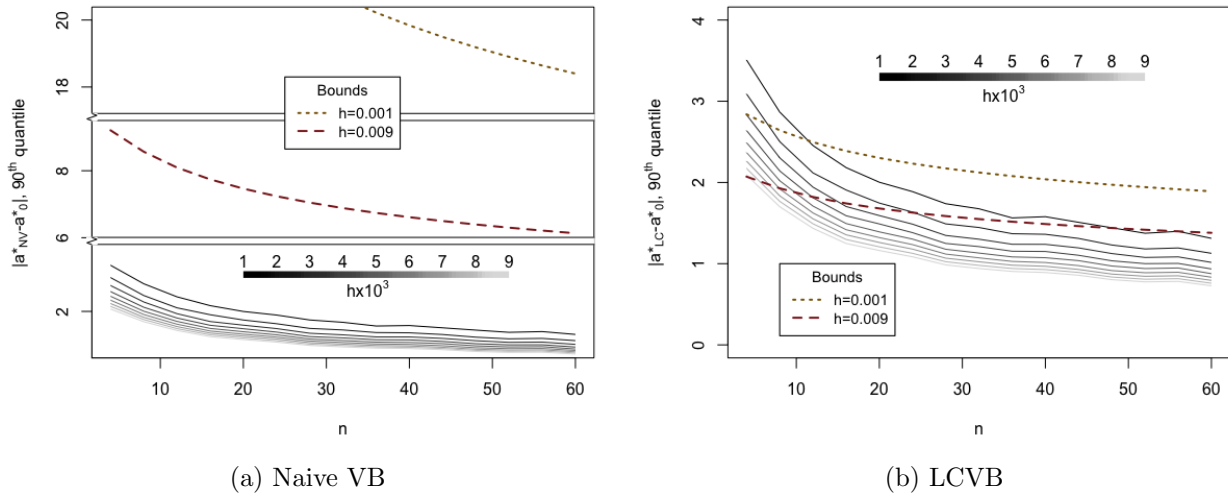 |a*NV-a*0|, 90th quantile
20
18
8
6
2
Bounds
h=0.001
h=0.009
1 2 3 4 5 6 7 8 9
hx10³
10 20 30 40 50 60
n
(a) Naive VB
|a*LC-a*0|, 90th quantile
4
3
2
1
0
1 2 3 4 5 6 7 8 9
hx10³
Bounds
h=0.001
h=0.009
10 20 30 40 50 60
n
(b) LCVB